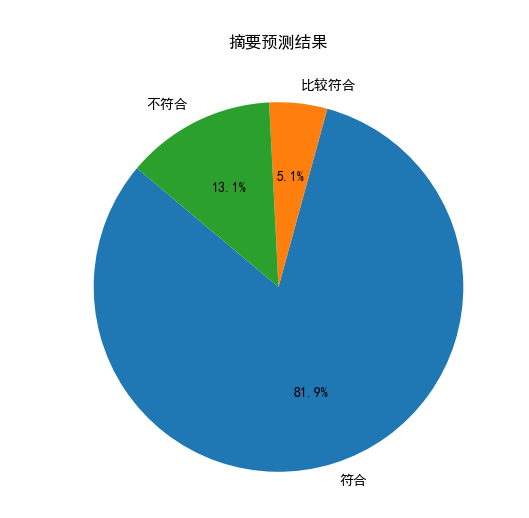 摘要预测结果
比较符合
不符合
5.1%
13.1%
81.9%
符合